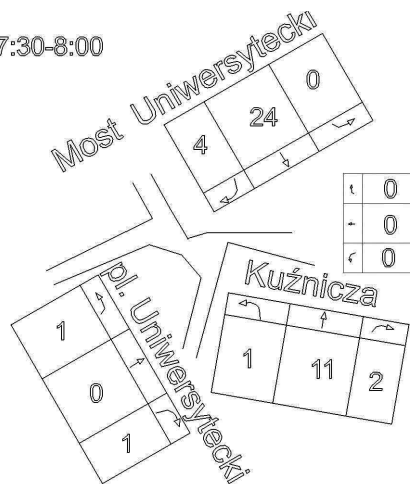 7:30-8:00
Most Uniwersytecki
4 24 0
0
0
0
pl. Uniwersytecki
1
0
1
Kuźnicza
1 11 2